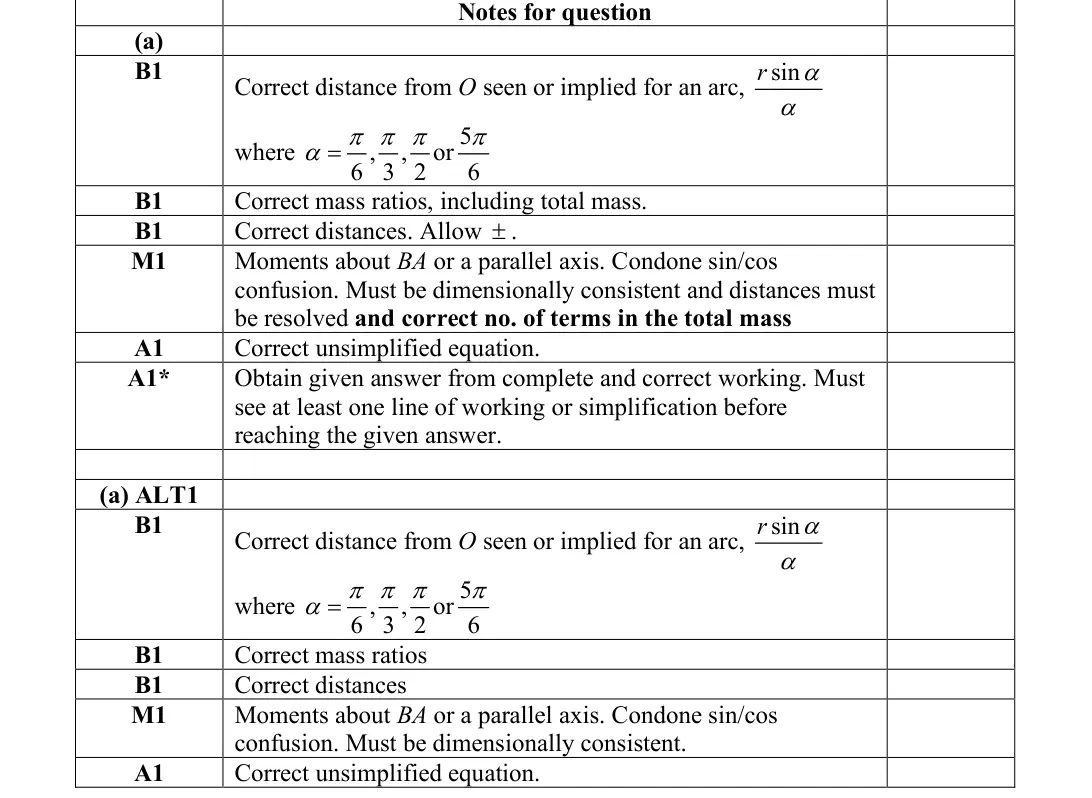 Notes for question
(a)
B1 Correct distance from O seen or implied for an arc, r sin α / α
where α = π/6, π/3, π/2 or 5π/6
B1 Correct mass ratios, including total mass.
B1 Correct distances. Allow ± .
M1 Moments about BA or a parallel axis. Condone sin/cos
confusion. Must be dimensionally consistent and distances must
be resolved and correct no. of terms in the total mass
A1 Correct unsimplified equation.
A1* Obtain given answer from complete and correct working. Must
see at least one line of working or simplification before
reaching the given answer.
(a) ALT1
B1 Correct distance from O seen or implied for an arc, r sin α / α
where α = π/6, π/3, π/2 or 5π/6
B1 Correct mass ratios
B1 Correct distances
M1 Moments about BA or a parallel axis. Condone sin/cos
confusion. Must be dimensionally consistent.
A1 Correct unsimplified equation.